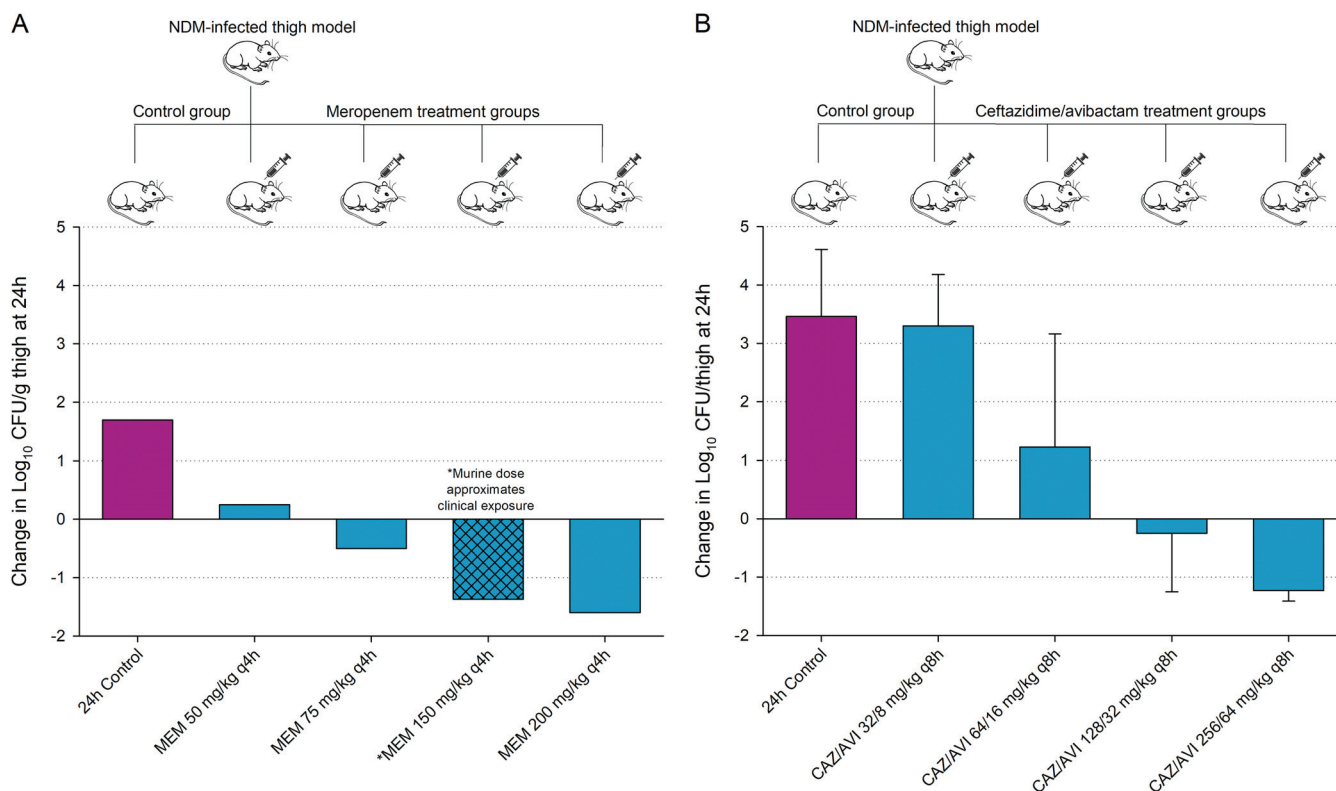 A
NDM-infected thigh model
Control group
Meropenem treatment groups
Change in Log10 CFU/g thigh at 24h
5
4
3
2
1
0
-1
-2
*Murine dose
approximates
clinical exposure
24h Control
MEM 50 mg/kg q4h
MEM 75 mg/kg q4h
*MEM 150 mg/kg q4h
MEM 200 mg/kg q4h
B
NDM-infected thigh model
Control group
Ceftazidime/avibactam treatment groups
Change in Log10 CFU/thigh at 24h
5
4
3
2
1
0
-1
-2
24h Control
CAZ/AVI 32/8 mg/kg q8h
CAZ/AVI 64/16 mg/kg q8h
CAZ/AVI 128/32 mg/kg q8h
CAZ/AVI 256/64 mg/kg q8h